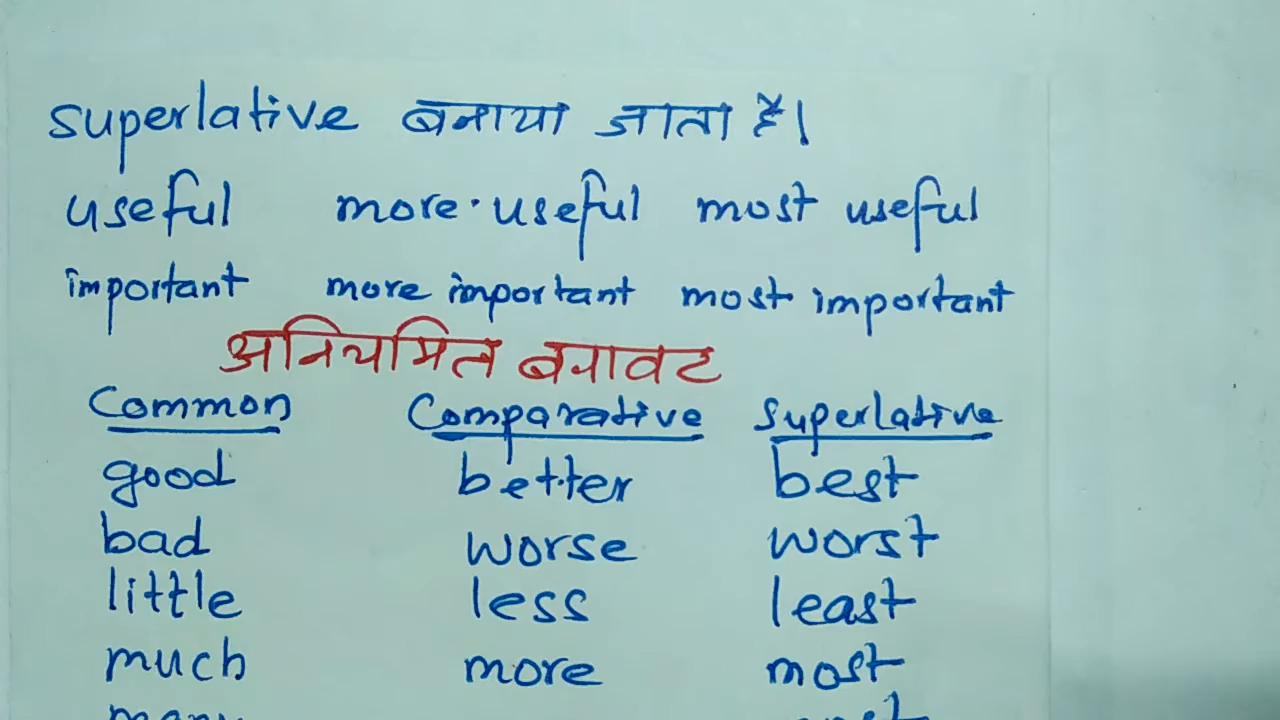 superlative बनाया जाता है।
useful more useful most useful
important more important most important
अनियमित बनावट
Common Comparative Superlative
good better best
bad worse worst
little less least
much more most
many